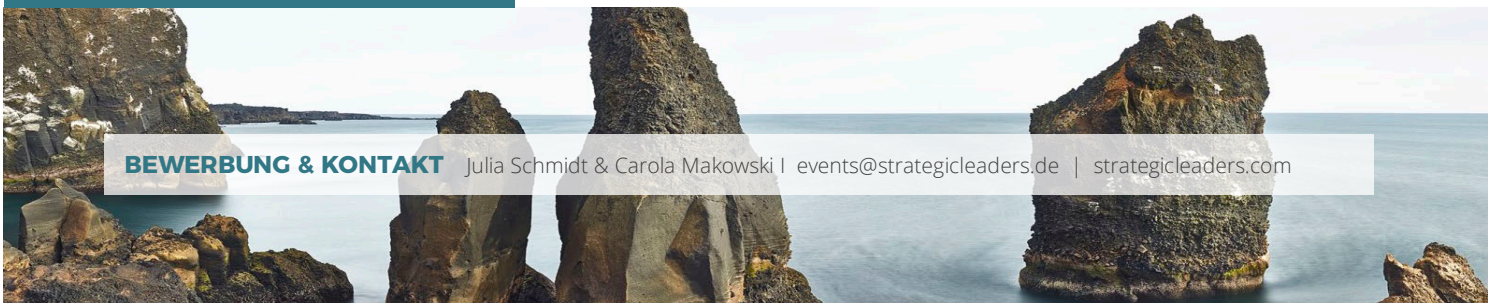 BEWERBUNG & KONTAKT Julia Schmidt & Carola Makowski I events@strategicleaders.de | strategicleaders.com